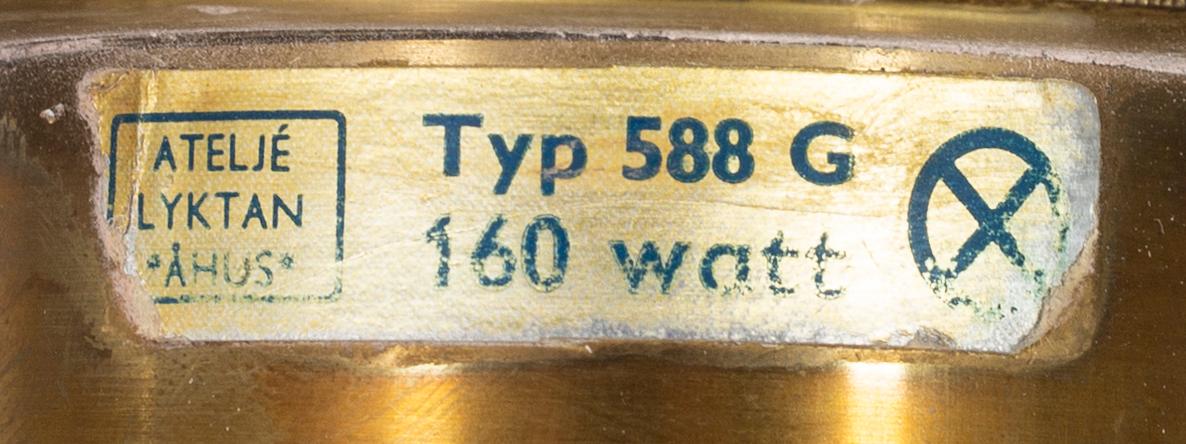 ATELJÉ
LYKTAN
*ÅHUS*
Typ 588 G
160 watt